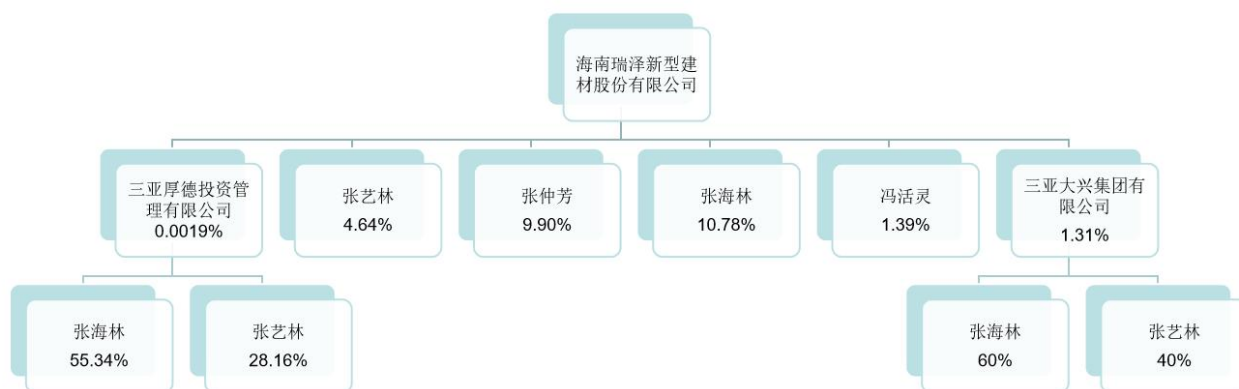 海南瑞泽新型建
材股份有限公司
三亚厚德投资管
理有限公司
0.0019%
张艺林
4.64%
张仲芳
9.90%
张海林
10.78%
冯活灵
1.39%
三亚大兴集团有
限公司
1.31%
张海林
55.34%
张艺林
28.16%
张海林
60%
张艺林
40%